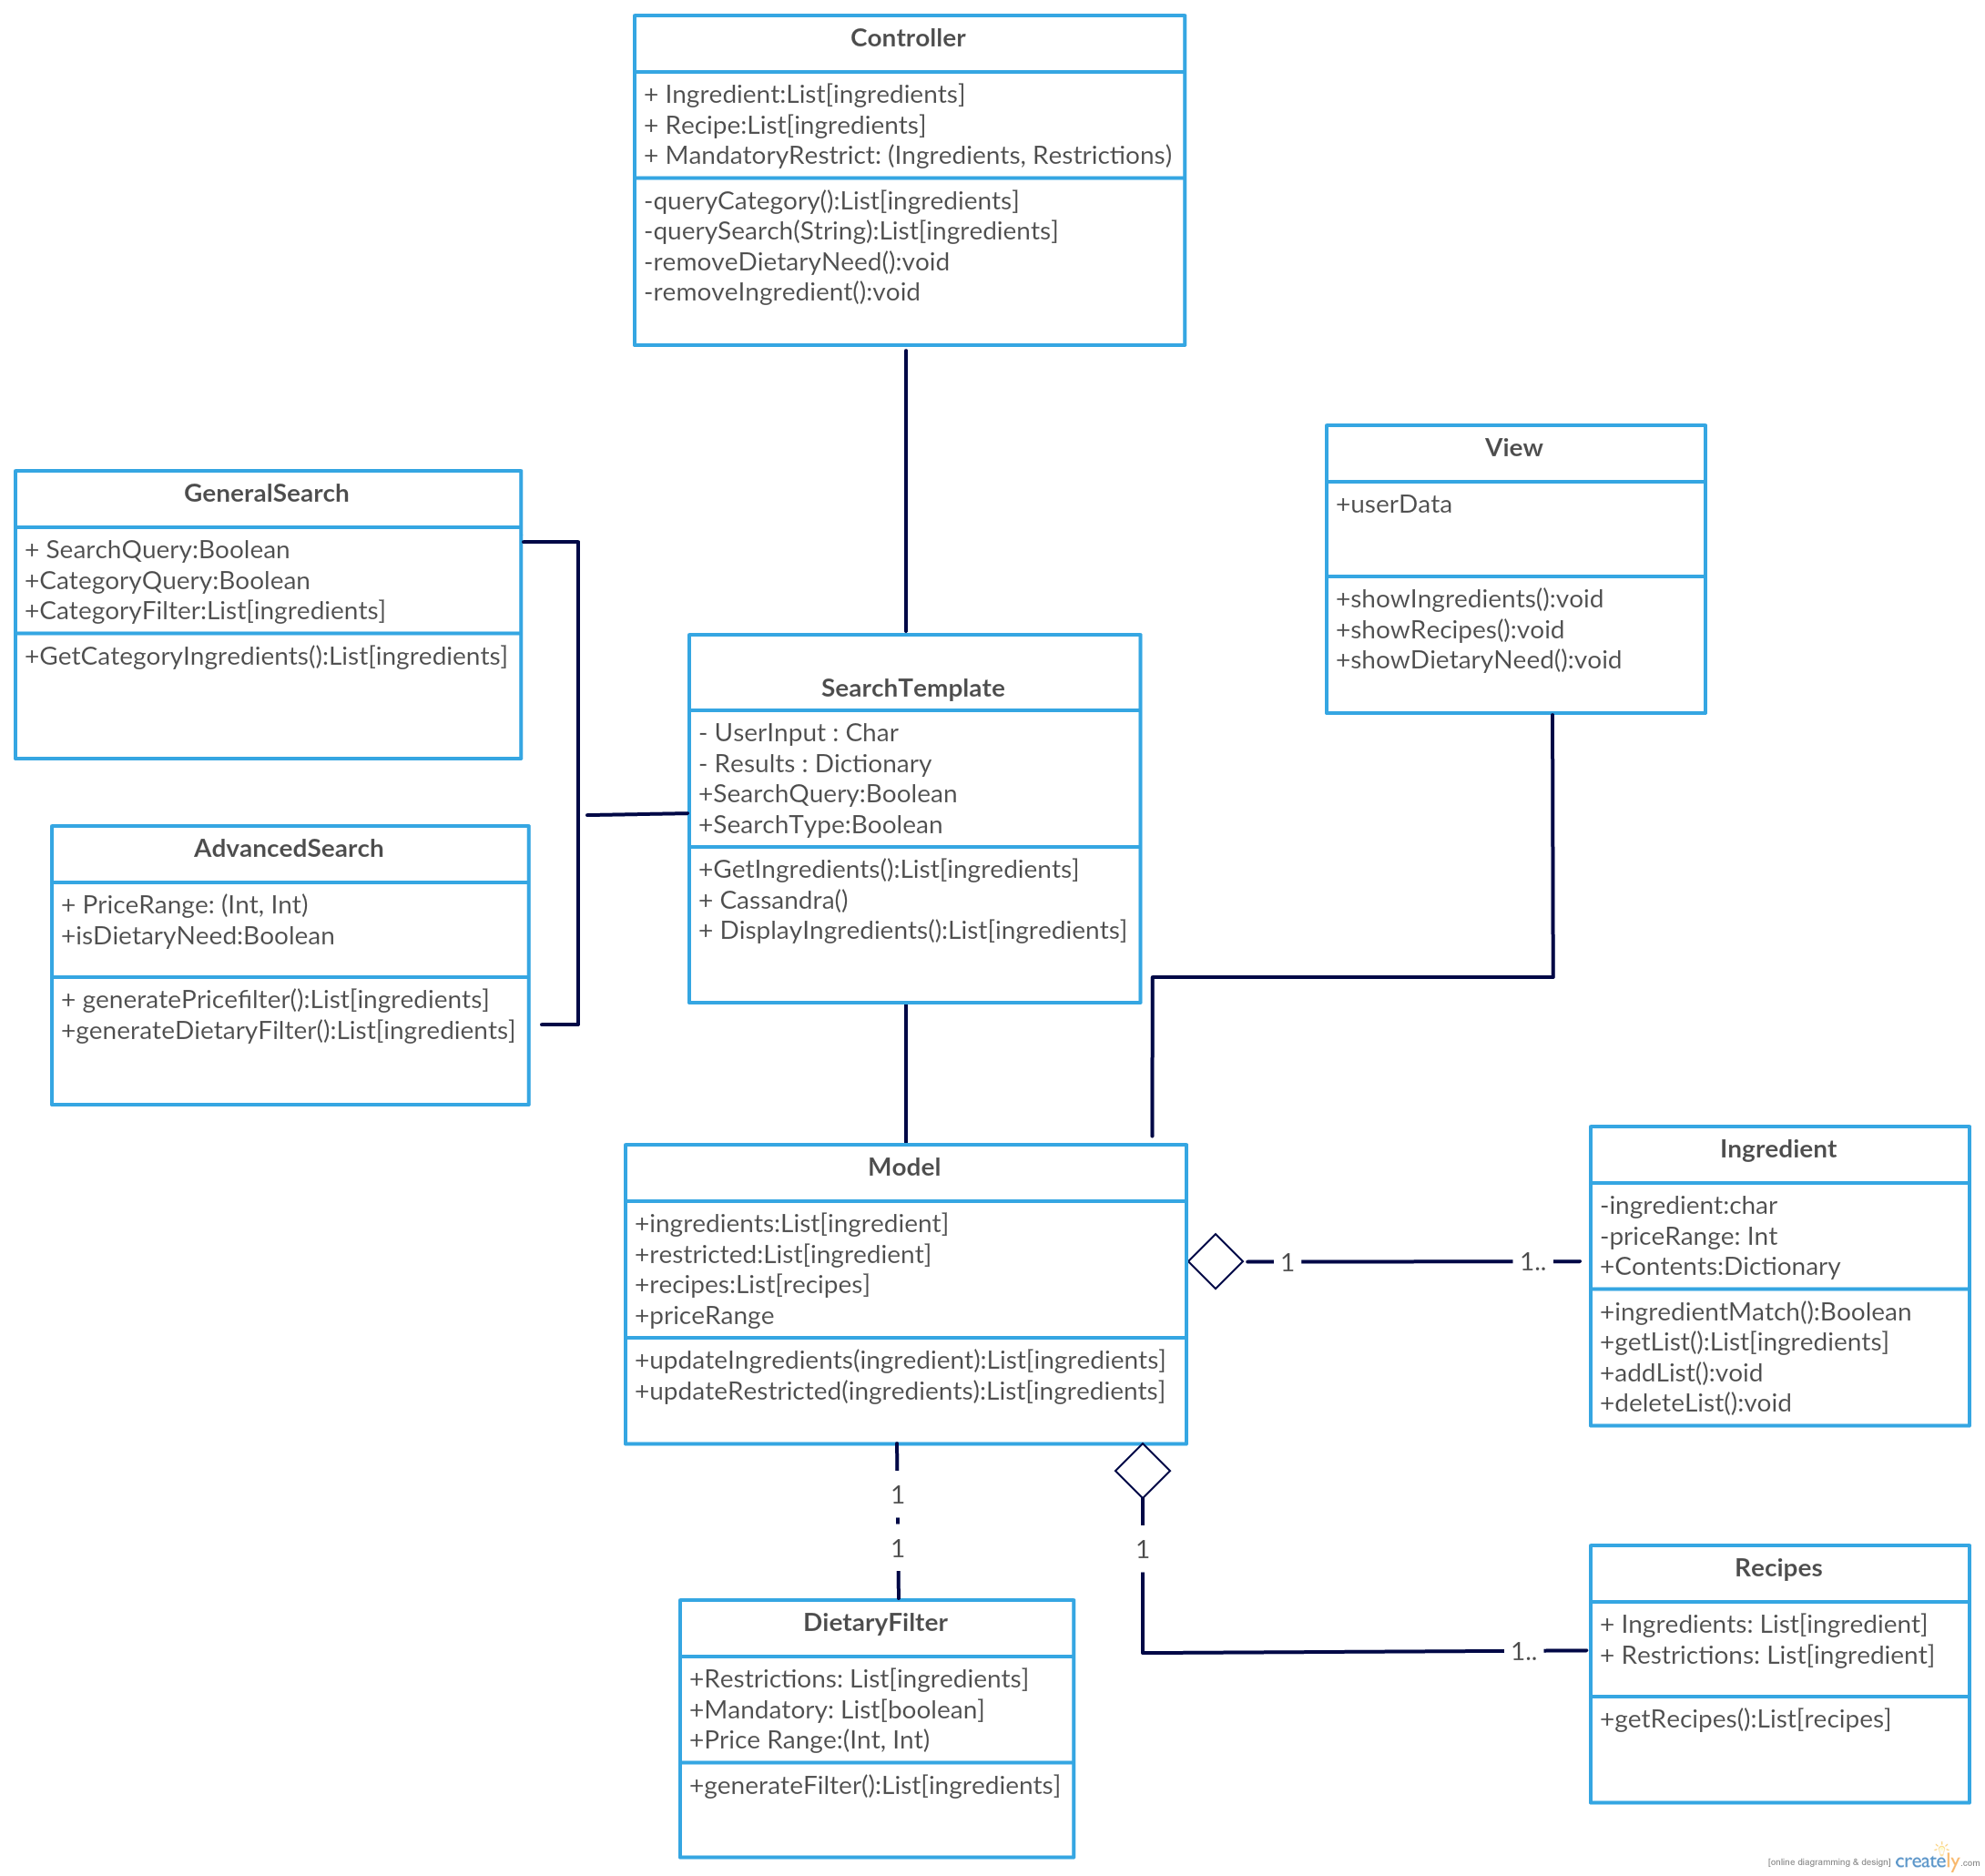 Controller
+ Ingredient:List[ingredients]
+ Recipe:List[ingredients]
+ MandatoryRestrict: (Ingredients, Restrictions)
-queryCategory():List[ingredients]
-querySearch(String):List[ingredients]
-removeDietaryNeed():void
-removeIngredient():void
View
+userData
+showIngredients():void
+showRecipes():void
+showDietaryNeed():void
GeneralSearch
+ SearchQuery:Boolean
+CategoryQuery:Boolean
+CategoryFilter:List[ingredients]
+GetCategoryIngredients():List[ingredients]
SearchTemplate
- UserInput : Char
- Results : Dictionary
+SearchQuery:Boolean
+SearchType:Boolean
+GetIngredients():List[ingredients]
+ Cassandra()
+ DisplayIngredients():List[ingredients]
AdvancedSearch
+ PriceRange: (Int, Int)
+isDietaryNeed:Boolean
+ generatePricefilter():List[ingredients]
+generateDietaryFilter():List[ingredients]
Model
+ingredients:List[ingredient]
+restricted:List[ingredient]
+recipes:List[recipes]
+priceRange
+updateIngredients(ingredient):List[ingredients]
+updateRestricted(ingredients):List[ingredients]
1
1..
Ingredient
-ingredient:char
-priceRange: Int
+Contents:Dictionary
+ingredientMatch():Boolean
+getList():List[ingredients]
+addList():void
+deleteList():void
1
1
1
1..
DietaryFilter
+Restrictions: List[ingredients]
+Mandatory: List[boolean]
+Price Range:(Int, Int)
+generateFilter():List[ingredients]
Recipes
+ Ingredients: List[ingredient]
+ Restrictions: List[ingredient]
+getRecipes():List[recipes]
[online diagramming & design] creately.com